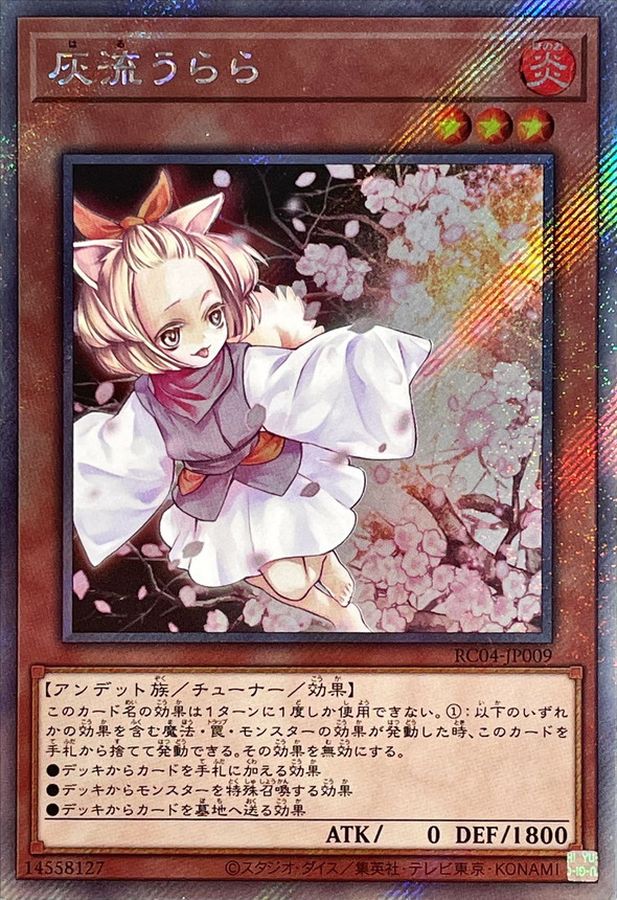 灰流うらら
炎
RC04-JP009
【アンデット族／チューナー／効果】
このカード名の効果は１ターンに１度しか使用できない。①：以下のいずれ
かの効果を含む魔法・罠・モンスターの効果が発動した時、このカードを
手札から捨てて発動できる。その効果を無効にする。
●デッキからカードを手札に加える効果
●デッキからモンスターを特殊召喚する効果
●デッキからカードを墓地へ送る効果
ATK/ 0 DEF/1800
14558127 ©スタジオ・ダイス／集英社・テレビ東京・KONAMI